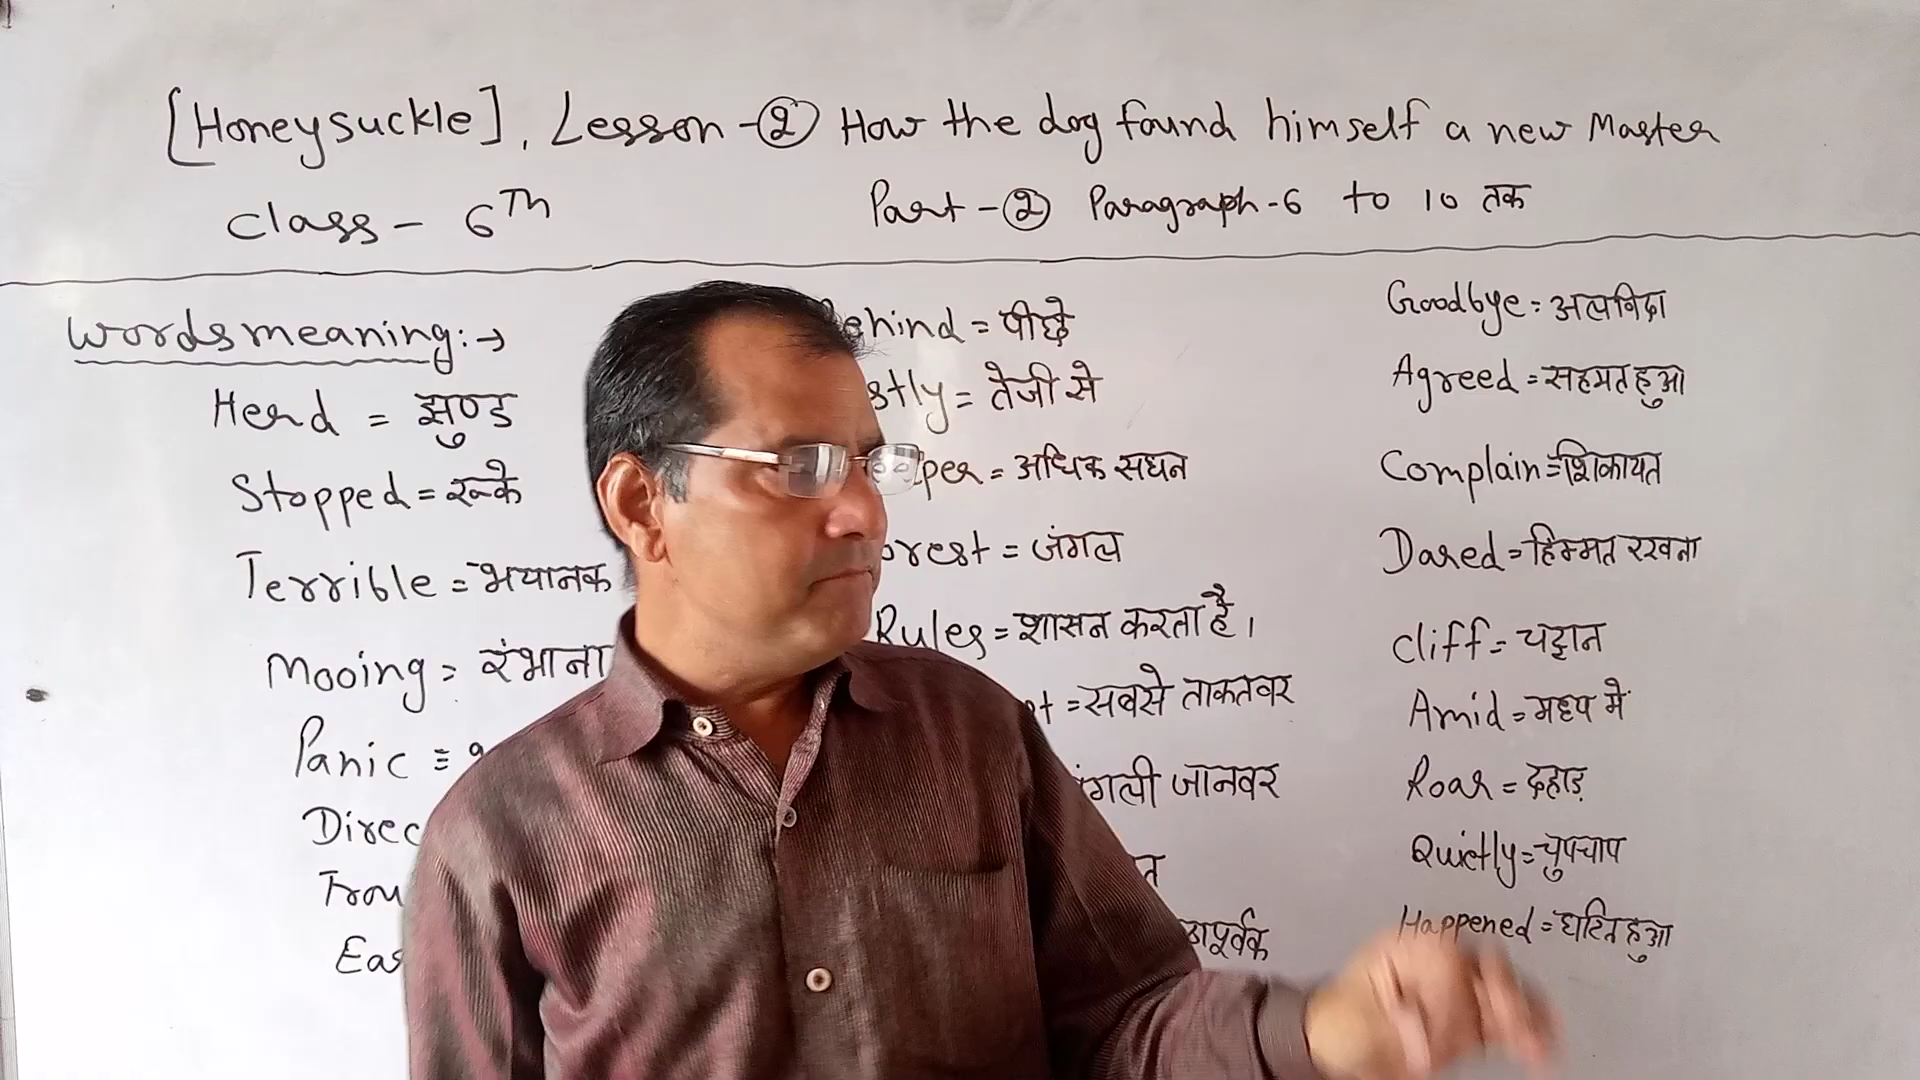 [Honeysuckle], Lesson-② How the dog found himself a new Master
Class - 6Th
Part-② Paragraph-6 to 10 तक
Words meaning:→
Herd = झुण्ड
Stopped = रूके
Terrible = भयानक
Mooing = रंभाना
Panic =
Direc
Trou
Eas
ehind = पीछे
stly = तेजी से
eeper = अधिक सघन
orest = जंगल
Rules = शासन करता है।
= सबसे ताकतवर
जानवर
पूर्वक
Goodbye = अलविदा
Agreed = सहमत हुआ
Complain = शिकायत
Dared = हिम्मत रखना
Cliff = चट्टान
Amid = मध्य में
Roar = दहाड़
Quietly = चुपचाप
Happened = घटित हुआ